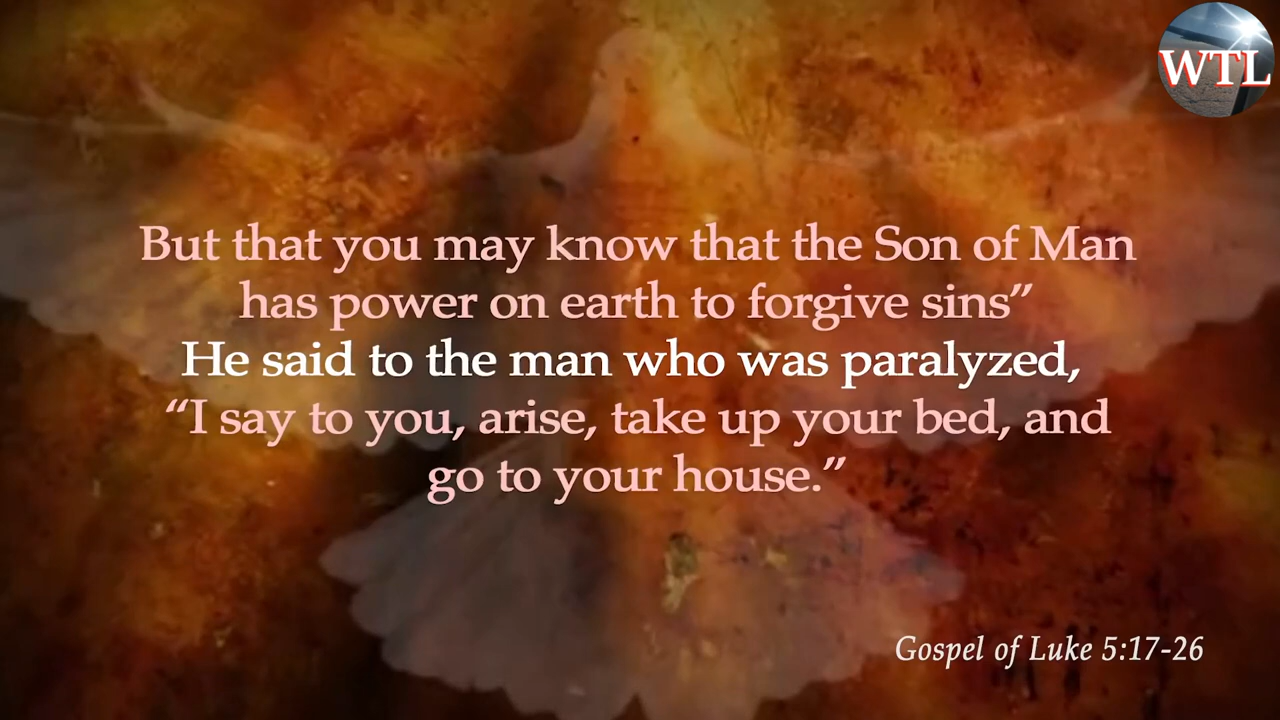 WTL
But that you may know that the Son of Man
has power on earth to forgive sins”
He said to the man who was paralyzed,
“I say to you, arise, take up your bed, and
go to your house.”
Gospel of Luke 5:17-26